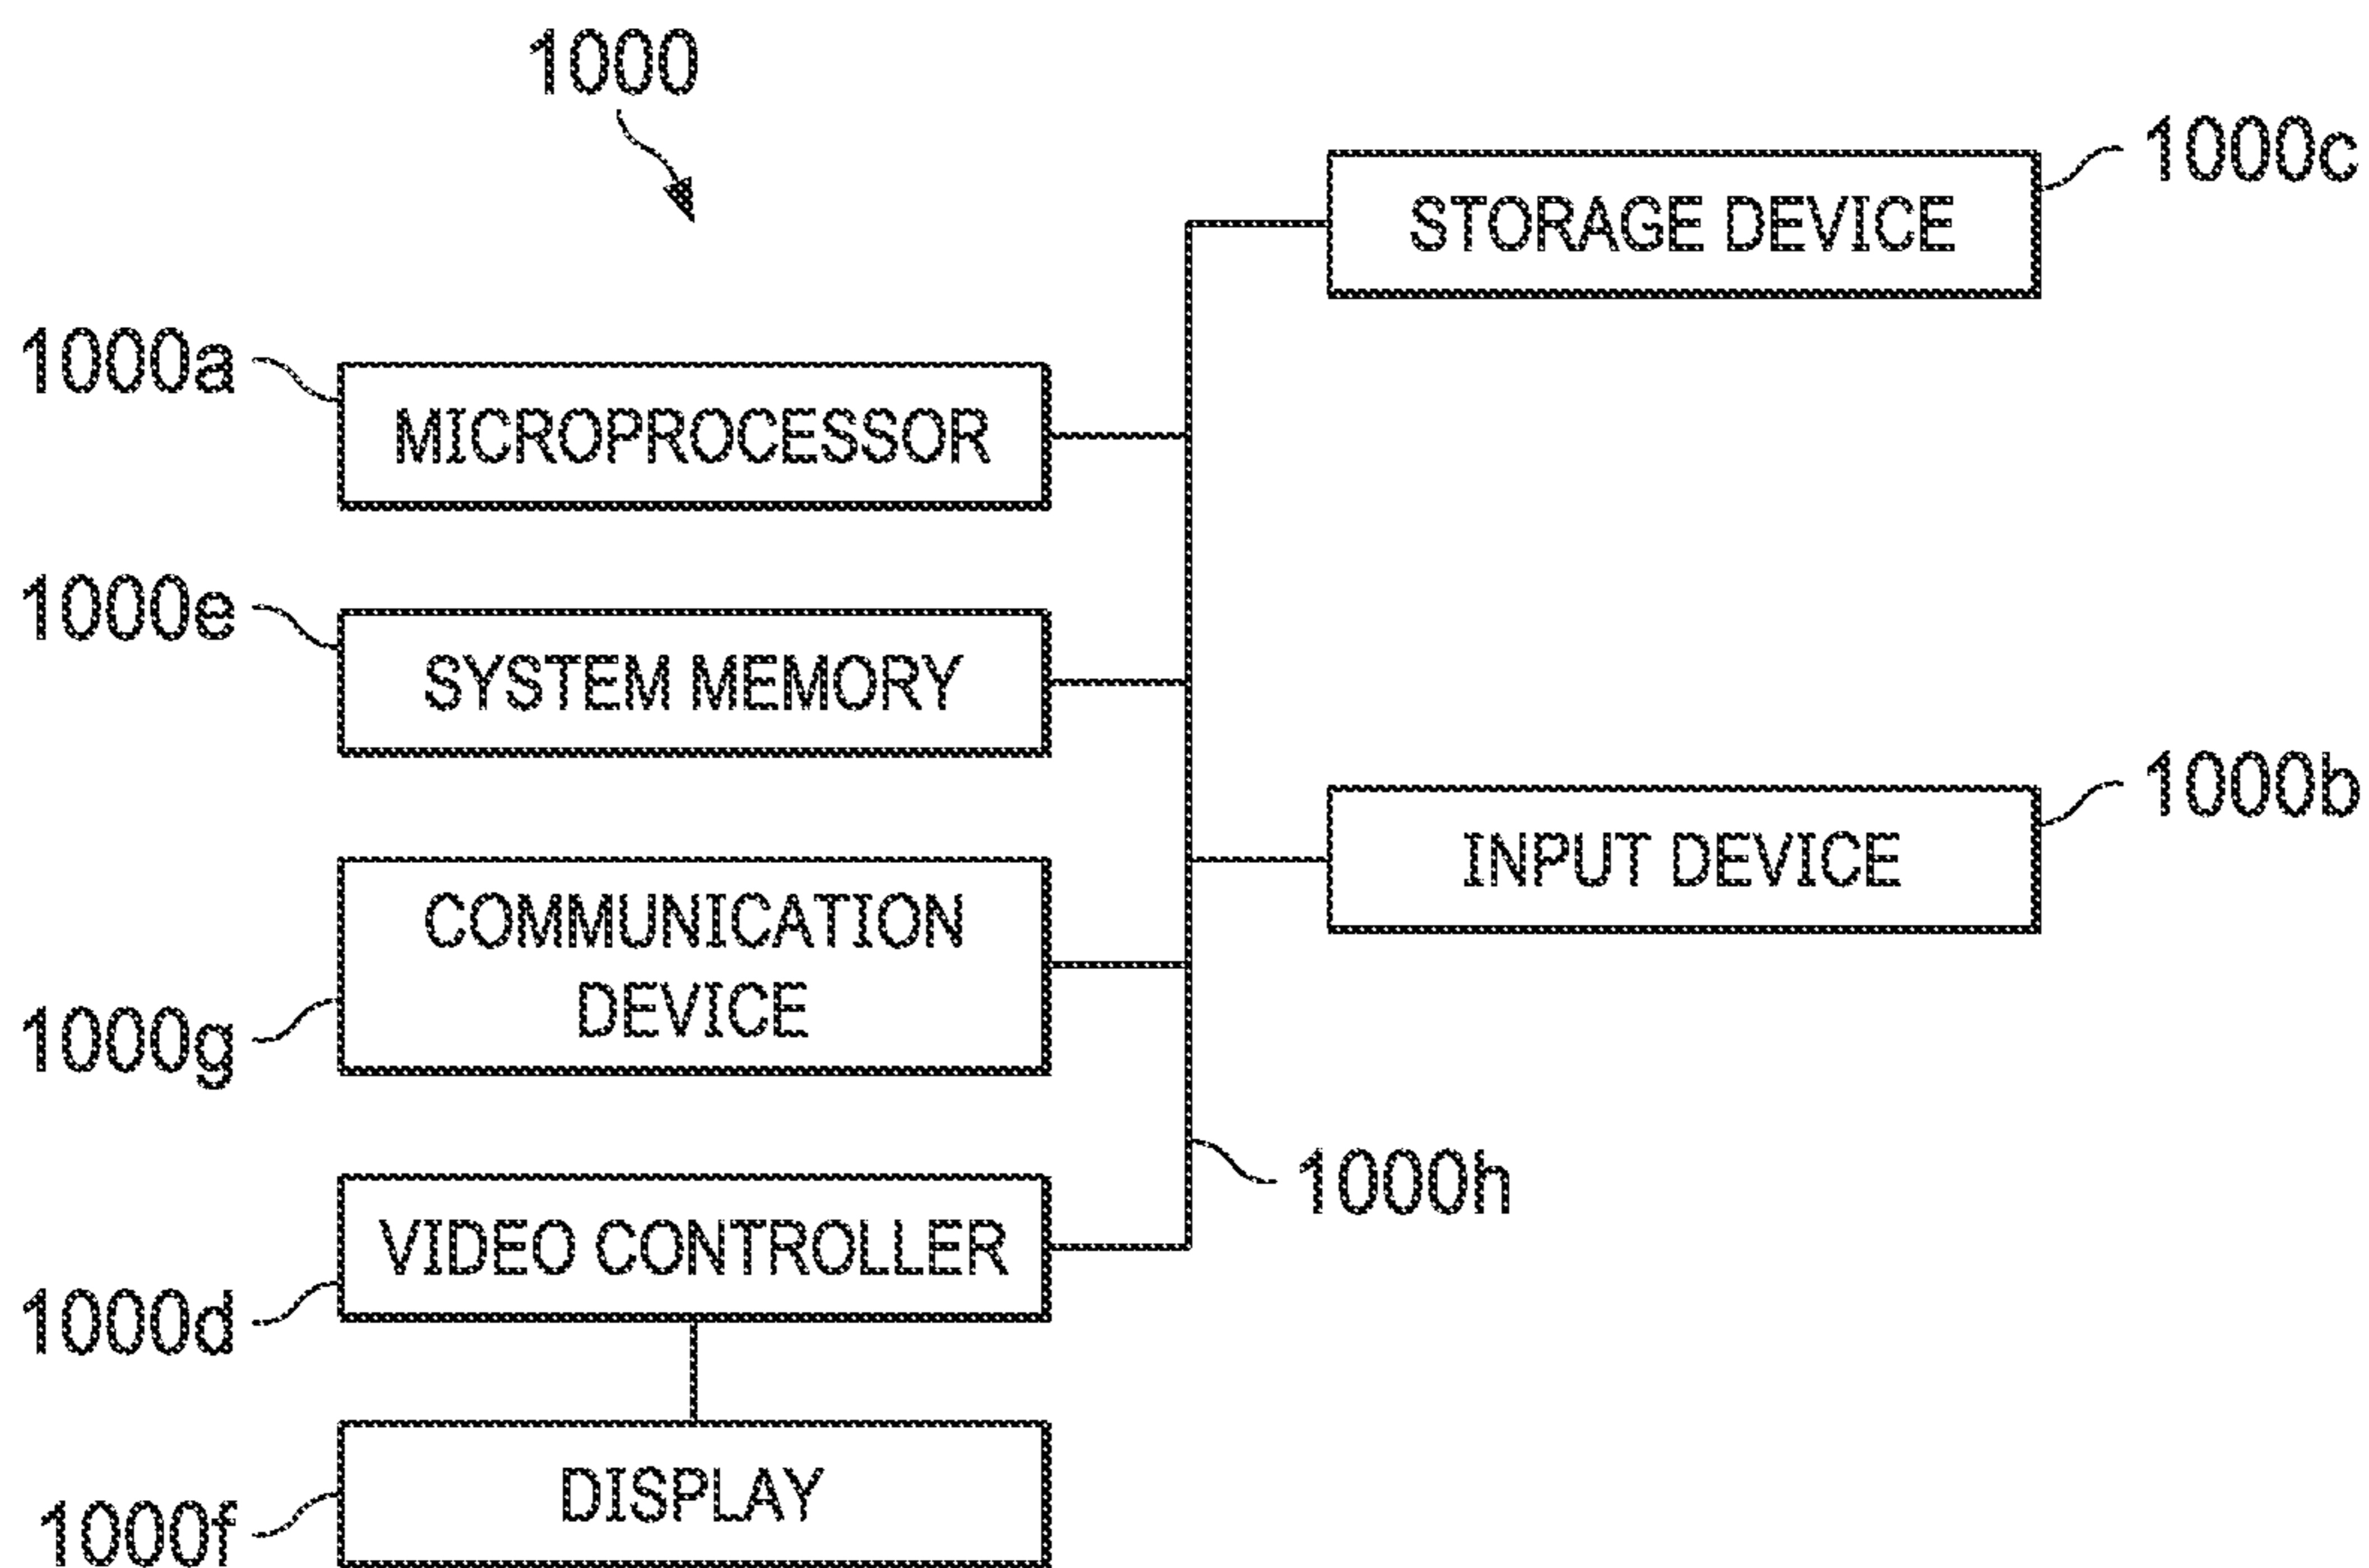 1000
1000c
STORAGE DEVICE
1000a
MICROPROCESSOR
1000e
SYSTEM MEMORY
1000b
INPUT DEVICE
COMMUNICATION
DEVICE
1000g
1000h
VIDEO CONTROLLER
1000d
DISPLAY
1000f